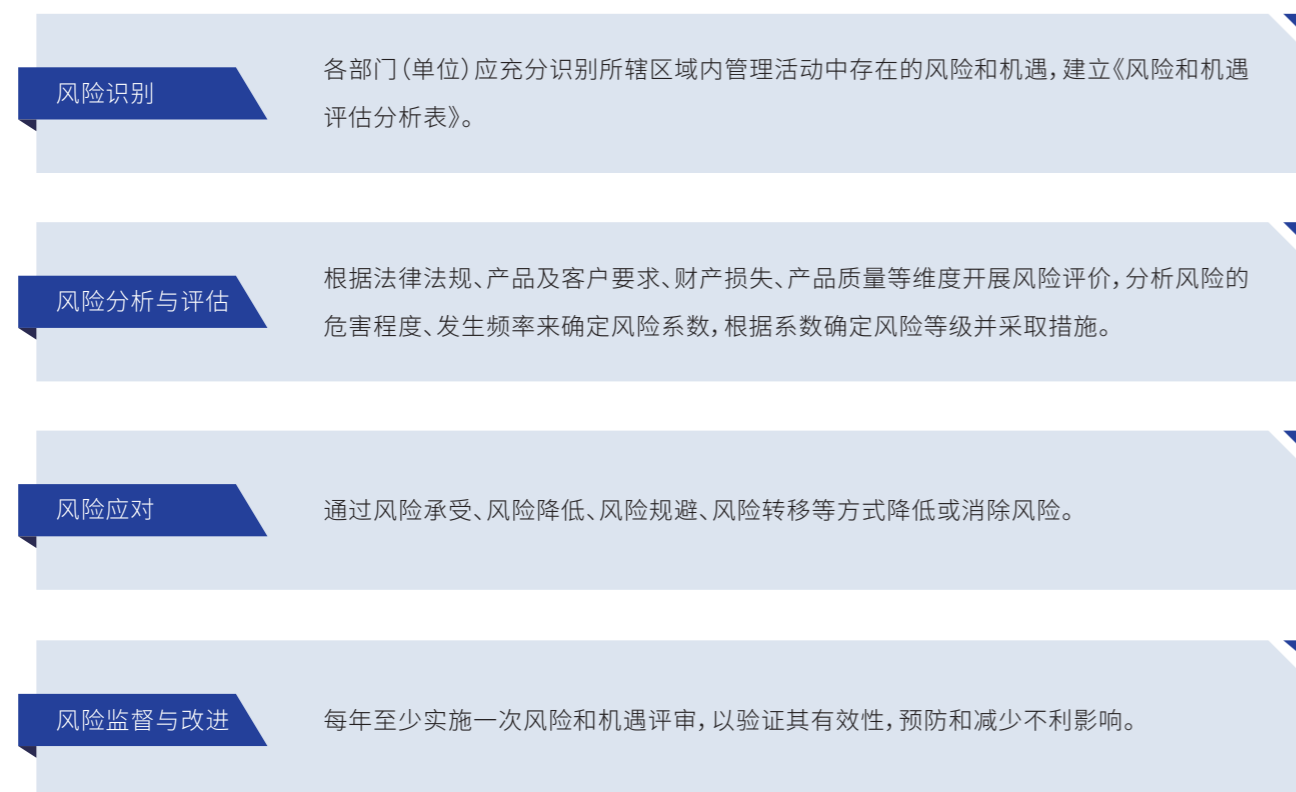 风险识别
各部门（单位）应充分识别所辖区域内管理活动中存在的风险和机遇，建立《风险和机遇
评估分析表》。
风险分析与评估
根据法律法规、产品及客户要求、财产损失、产品质量等维度开展风险评价，分析风险的
危害程度、发生频率来确定风险系数，根据系数确定风险等级并采取措施。
风险应对
通过风险承受、风险降低、风险规避、风险转移等方式降低或消除风险。
风险监督与改进
每年至少实施一次风险和机遇评审，以验证其有效性，预防和减少不利影响。